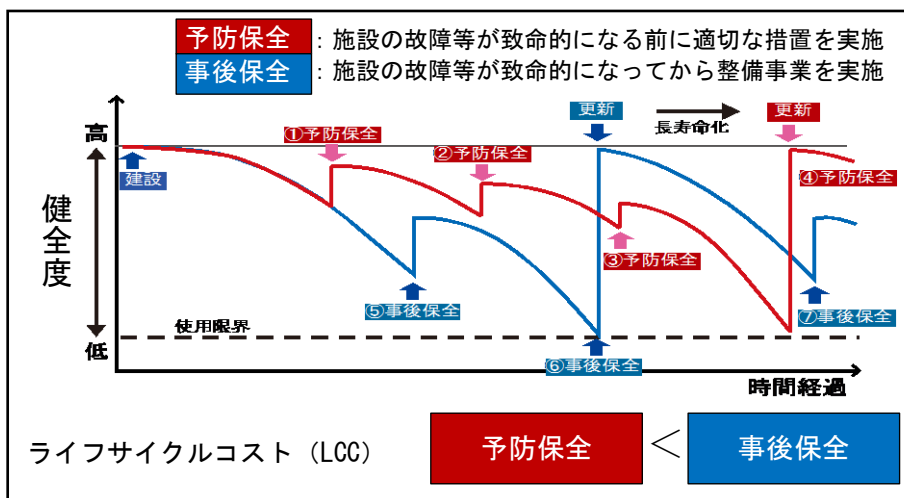 予防保全：施設の故障等が致命的になる前に適切な措置を実施
事後保全：施設の故障等が致命的になってから整備事業を実施
更新
長寿命化
更新
高
①予防保全
②予防保全
④予防保全
建設
健全度
③予防保全
⑤事後保全
⑦事後保全
使用限界
低
⑥事後保全
時間経過
ライフサイクルコスト（LCC）
予防保全＜事後保全